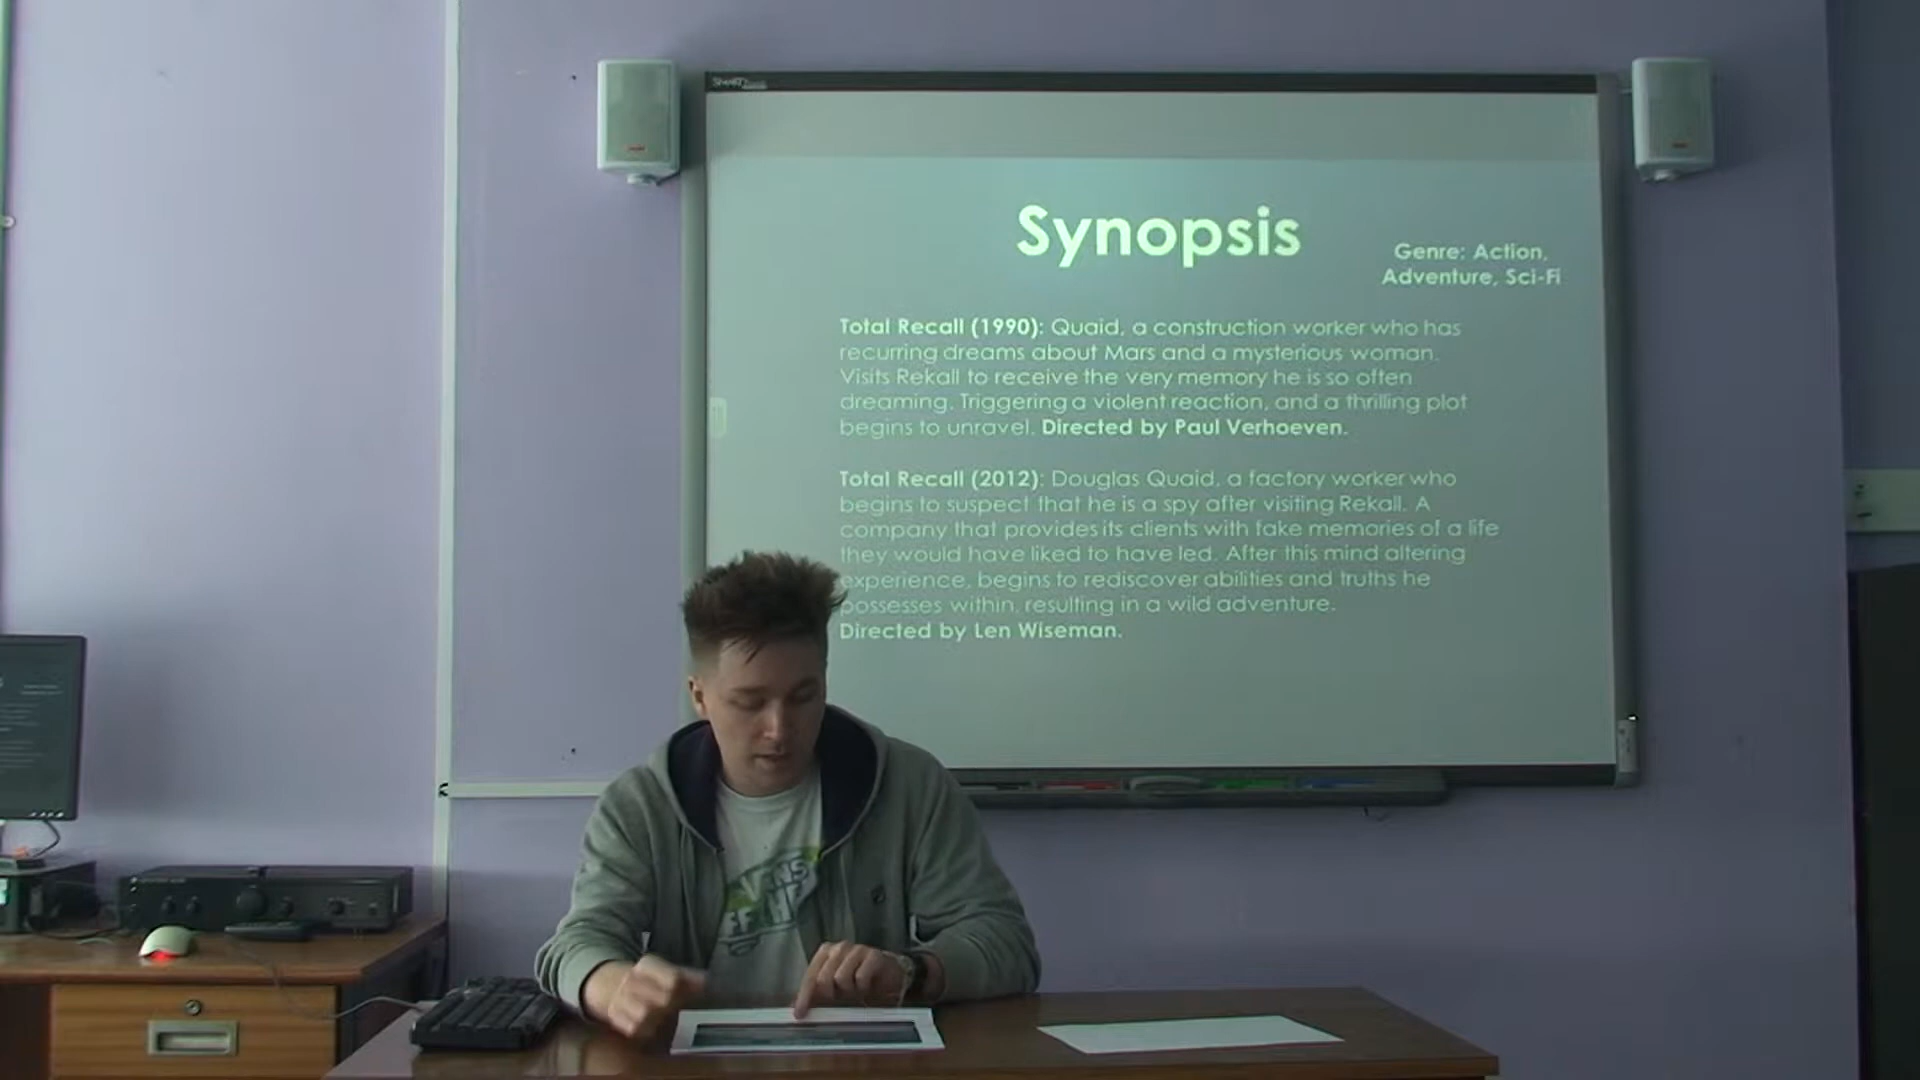 SMART
Synopsis
Genre: Action,
Adventure, Sci-Fi
Total Recall (1990): Quaid, a construction worker who has
recurring dreams about Mars and a mysterious woman.
Visits Rekall to receive the very memory he is so often
dreaming. Triggering a violent reaction, and a thrilling plot
begins to unravel. Directed by Paul Verhoeven.
Total Recall (2012): Douglas Quaid, a factory worker who
begins to suspect that he is a spy after visiting Rekall. A
company that provides its clients with fake memories of a life
they would have liked to have led. After this mind altering
experience, begins to rediscover abilities and truths he
possesses within, resulting in a wild adventure.
Directed by Len Wiseman.